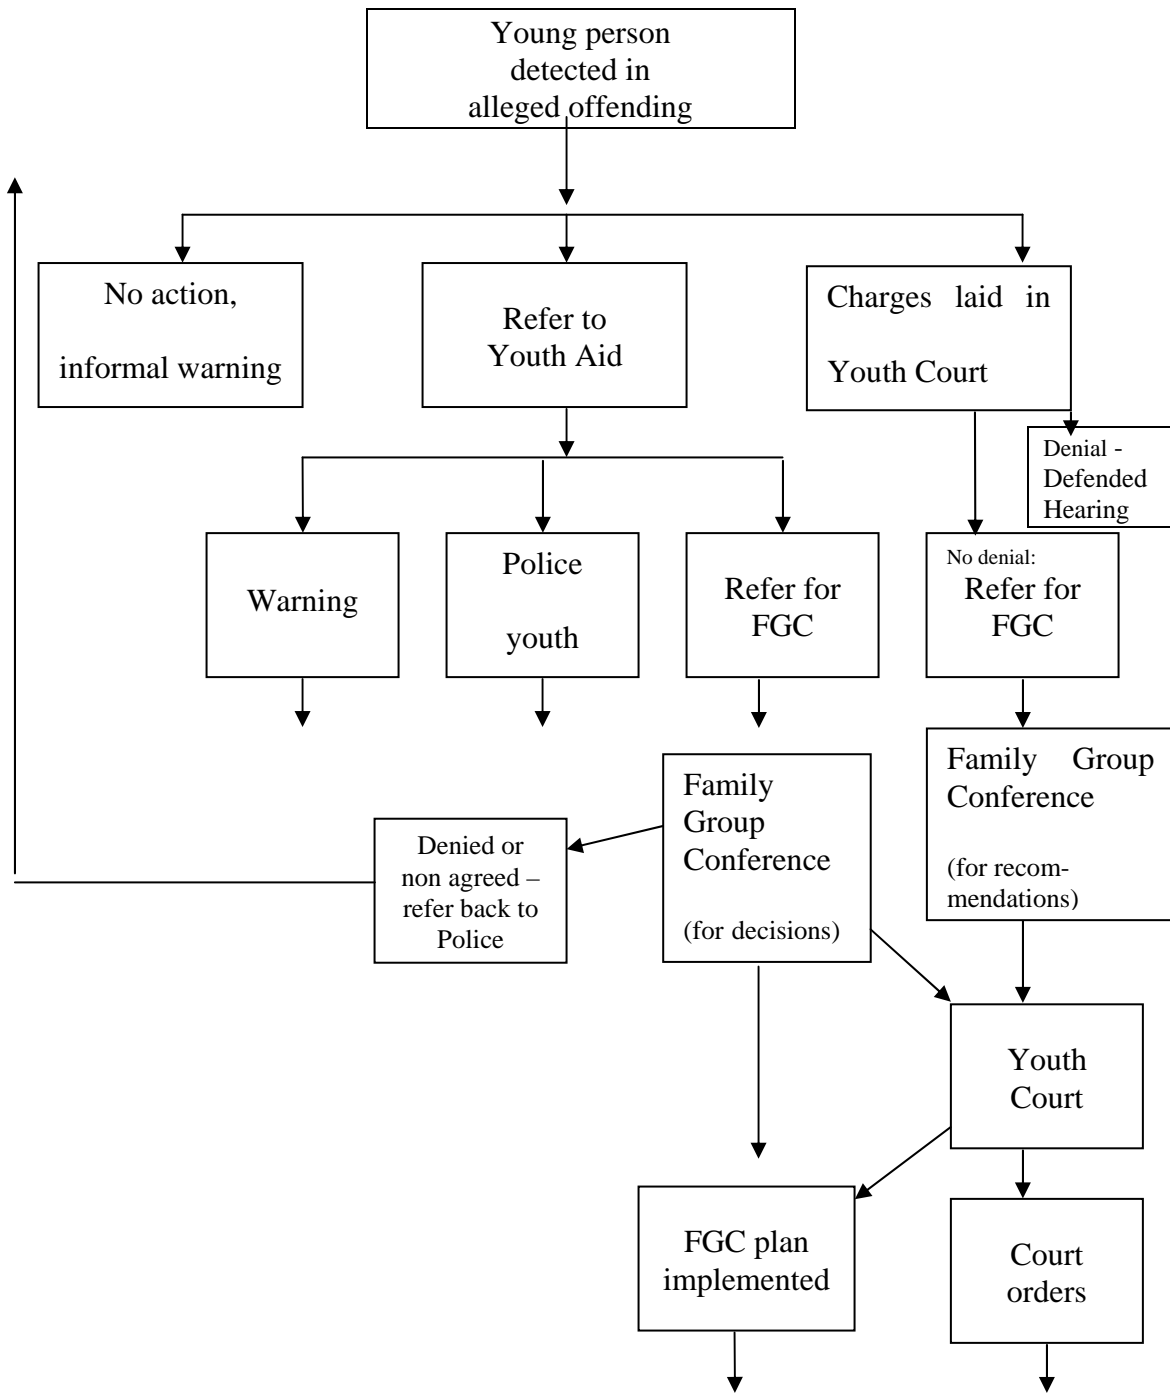 Young person
detected in
alleged offending
No action,
informal warning
Refer to
Youth Aid
Charges laid in
Youth Court
Denial -
Defended
Hearing
Warning
Police
youth
Refer for
FGC
No denial:
Refer for
FGC
Denied or
non agreed –
refer back to
Police
Family
Group
Conference
(for decisions)
Family Group
Conference
(for recom-
mendations)
Youth
Court
FGC plan
implemented
Court
orders